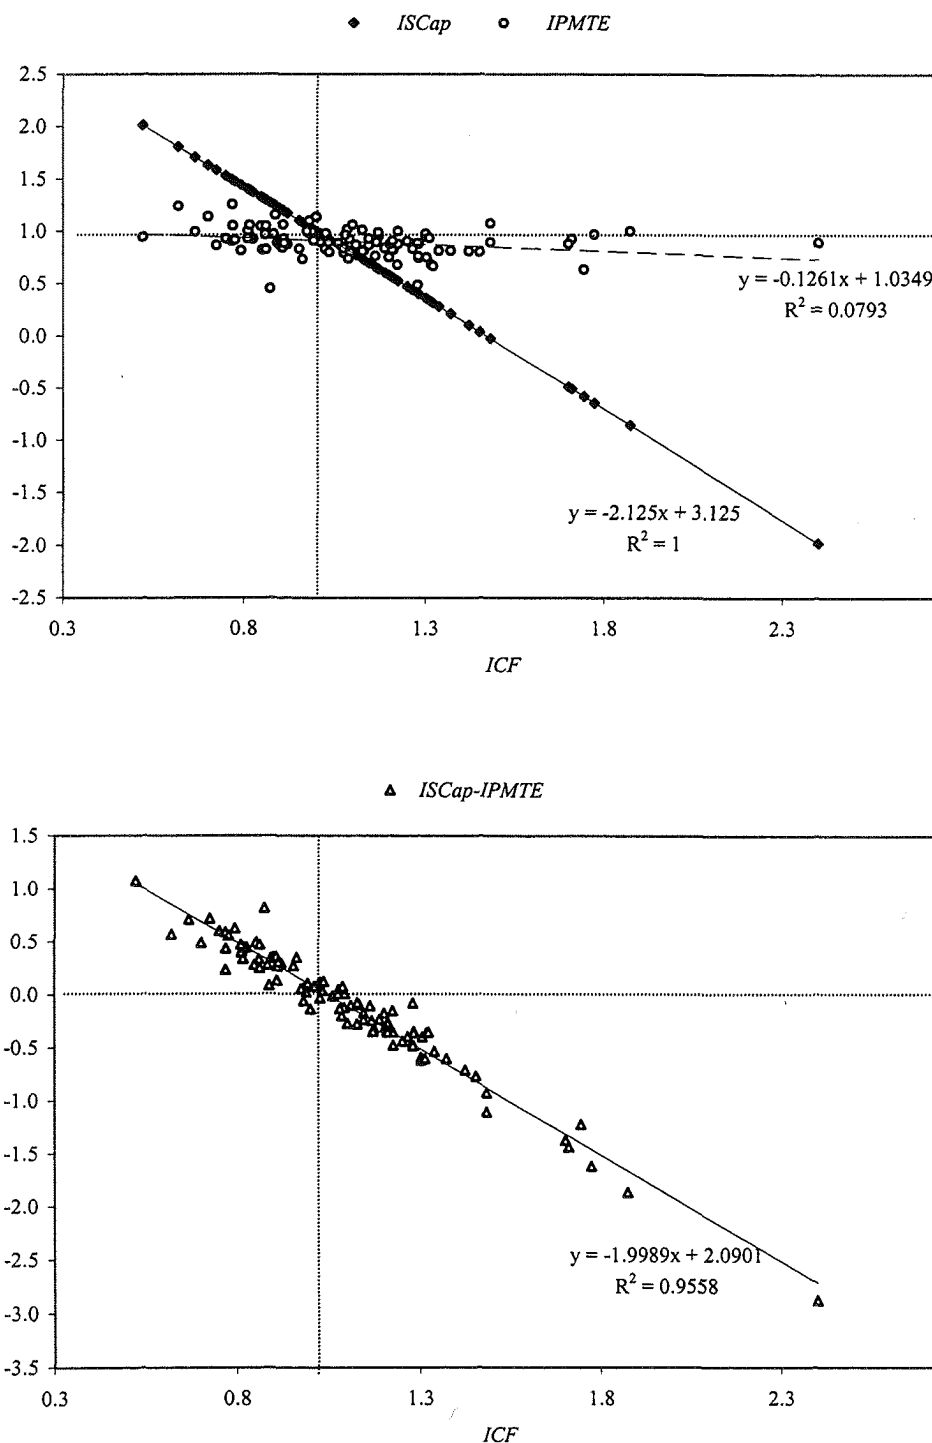 ISCap IPMTE
2.5
2.0
1.5
1.0
0.5
0.0
-0.5
-1.0
-1.5
-2.0
-2.5
y = -0.1261x + 1.0349
R² = 0.0793
y = -2.125x + 3.125
R² = 1
0.3 0.8 1.3 1.8 2.3
ICF
ISCap-IPMTE
1.5
1.0
0.5
0.0
-0.5
-1.0
-1.5
-2.0
-2.5
-3.0
-3.5
y = -1.9989x + 2.0901
R² = 0.9558
0.3 0.8 1.3 1.8 2.3
ICF